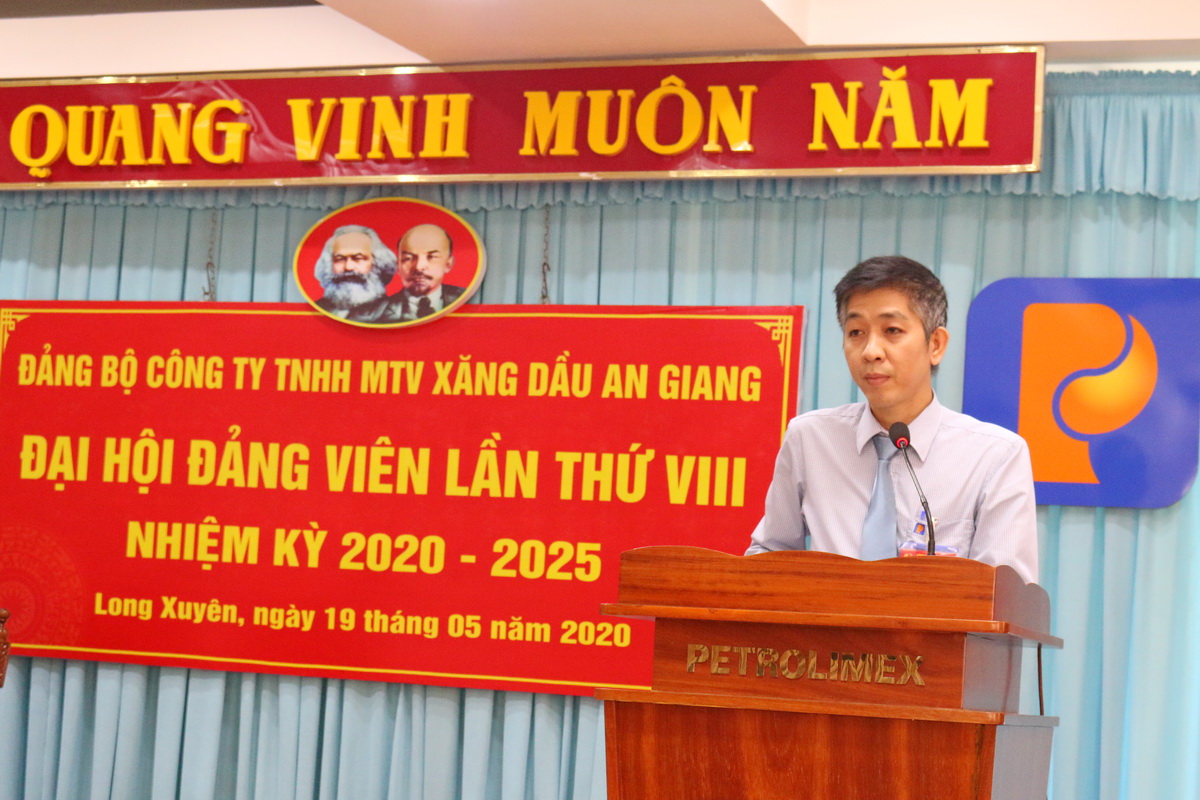 QUANG VINH MUÔN NĂM
ĐẢNG BỘ CÔNG TY TNHH MTV XĂNG DẦU AN GIANG
ĐẠI HỘI ĐẢNG VIÊN LẦN THỨ VIII
NHIỆM KỲ 2020 - 2025
Long Xuyên, ngày 19 tháng 05 năm 2020
PETROLIMEX